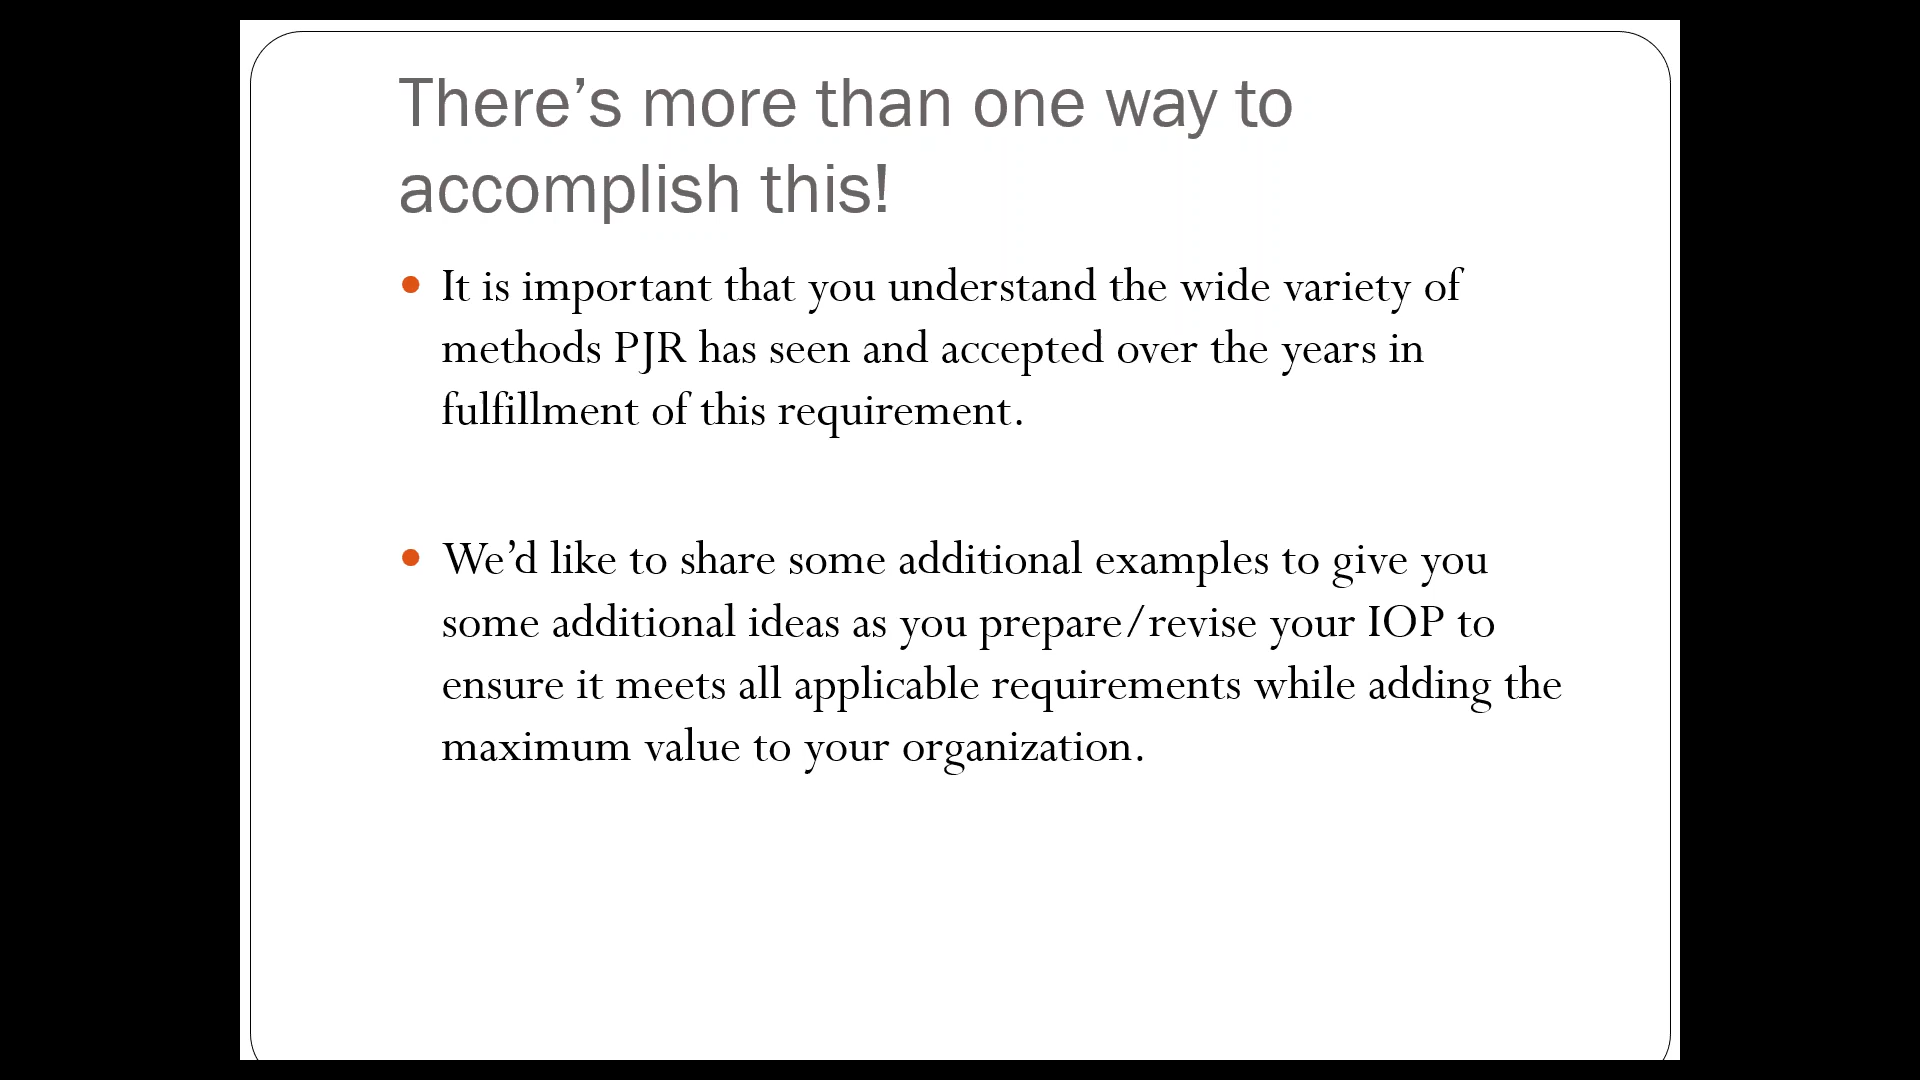 There’s more than one way to
accomplish this!
It is important that you understand the wide variety of
methods PJR has seen and accepted over the years in
fulfillment of this requirement.
We’d like to share some additional examples to give you
some additional ideas as you prepare/revise your IOP to
ensure it meets all applicable requirements while adding the
maximum value to your organization.